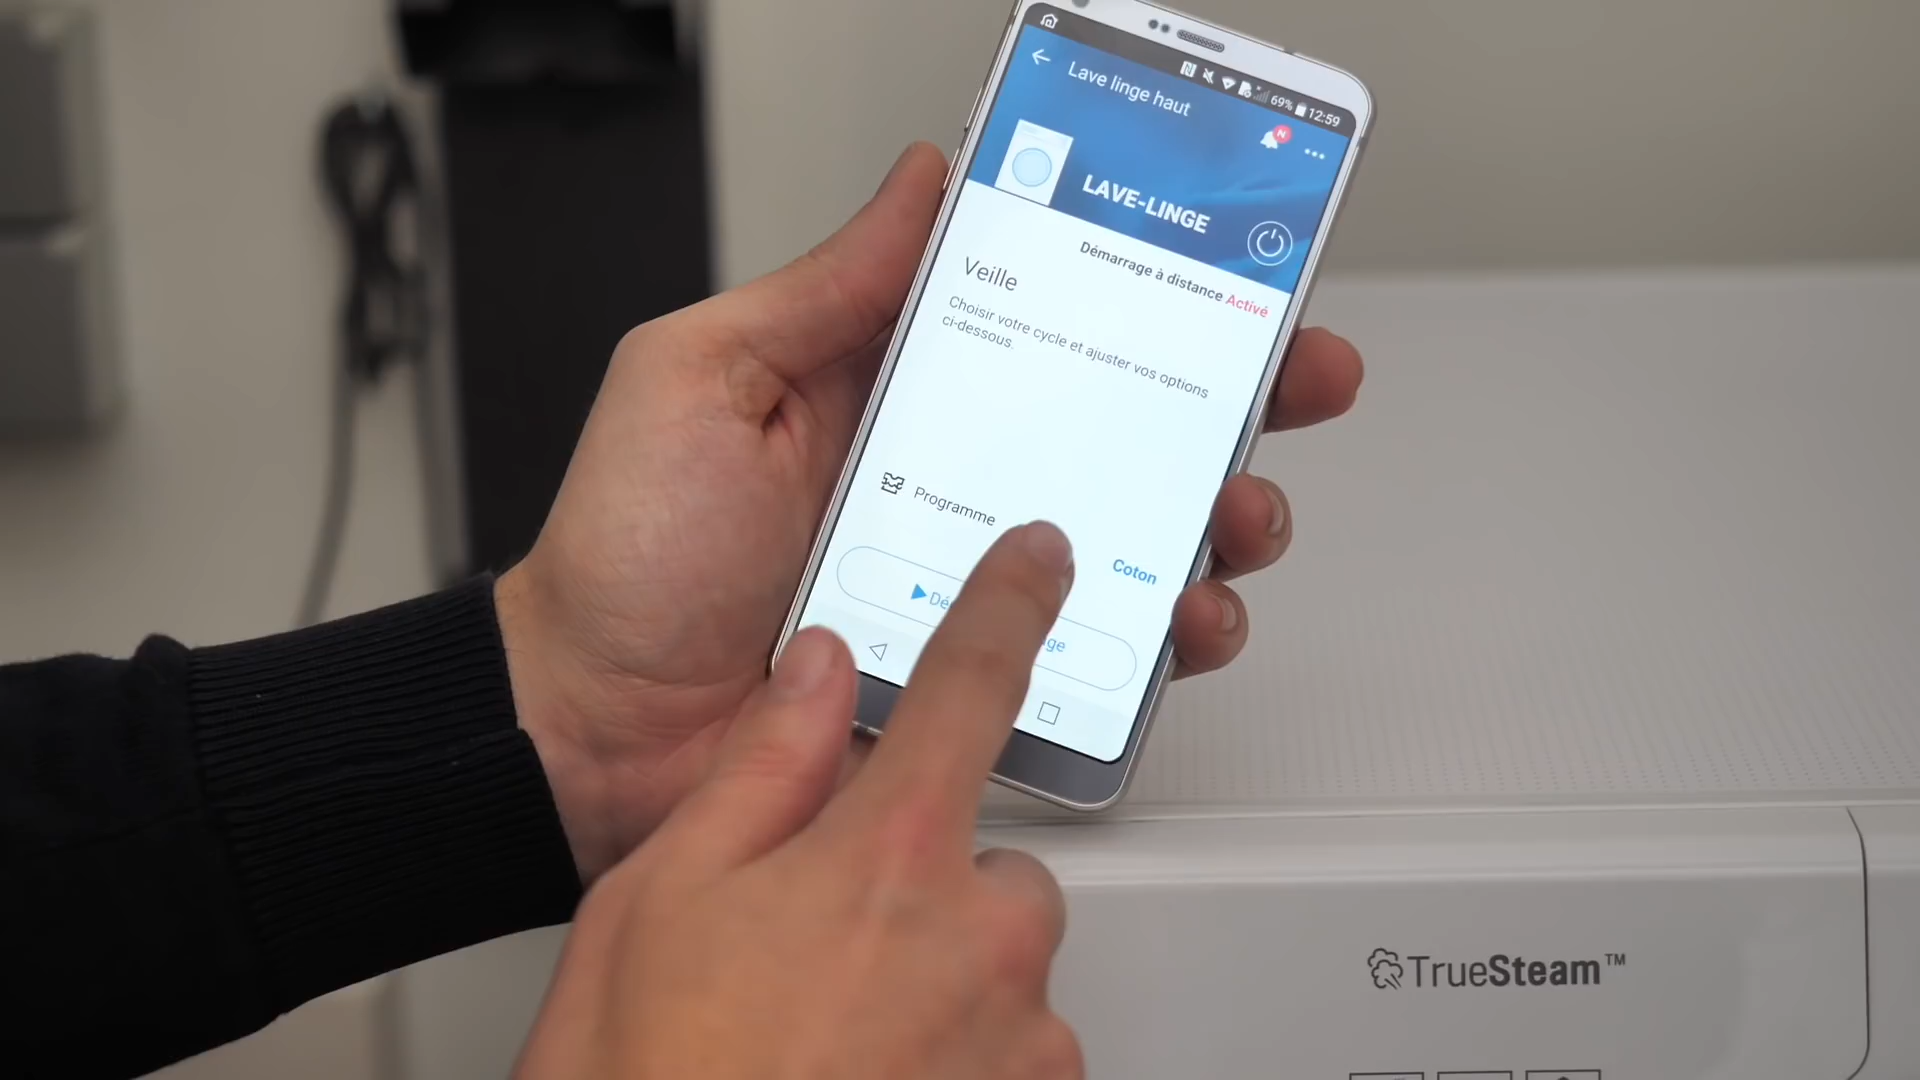 69% 12:59
Lave linge haut
N
LAVE-LINGE
Démarrage à distance Activé
Veille
Choisir votre cycle et ajuster vos options
ci-dessous.
Programme
Coton
TrueSteam™